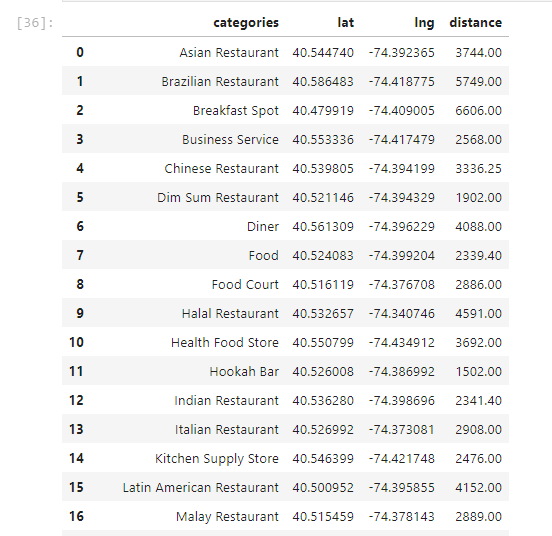 [36]:
categories lat lng distance
0 Asian Restaurant 40.544740 -74.392365 3744.00
1 Brazilian Restaurant 40.586483 -74.418775 5749.00
2 Breakfast Spot 40.479919 -74.409005 6606.00
3 Business Service 40.553336 -74.417479 2568.00
4 Chinese Restaurant 40.539805 -74.394199 3336.25
5 Dim Sum Restaurant 40.521146 -74.394329 1902.00
6 Diner 40.561309 -74.396229 4088.00
7 Food 40.524083 -74.399204 2339.40
8 Food Court 40.516119 -74.376708 2886.00
9 Halal Restaurant 40.532657 -74.340746 4591.00
10 Health Food Store 40.550799 -74.434912 3692.00
11 Hookah Bar 40.526008 -74.386992 1502.00
12 Indian Restaurant 40.536280 -74.398696 2341.40
13 Italian Restaurant 40.526992 -74.373081 2908.00
14 Kitchen Supply Store 40.546399 -74.421748 2476.00
15 Latin American Restaurant 40.500952 -74.395855 4152.00
16 Malay Restaurant 40.515459 -74.378143 2889.00